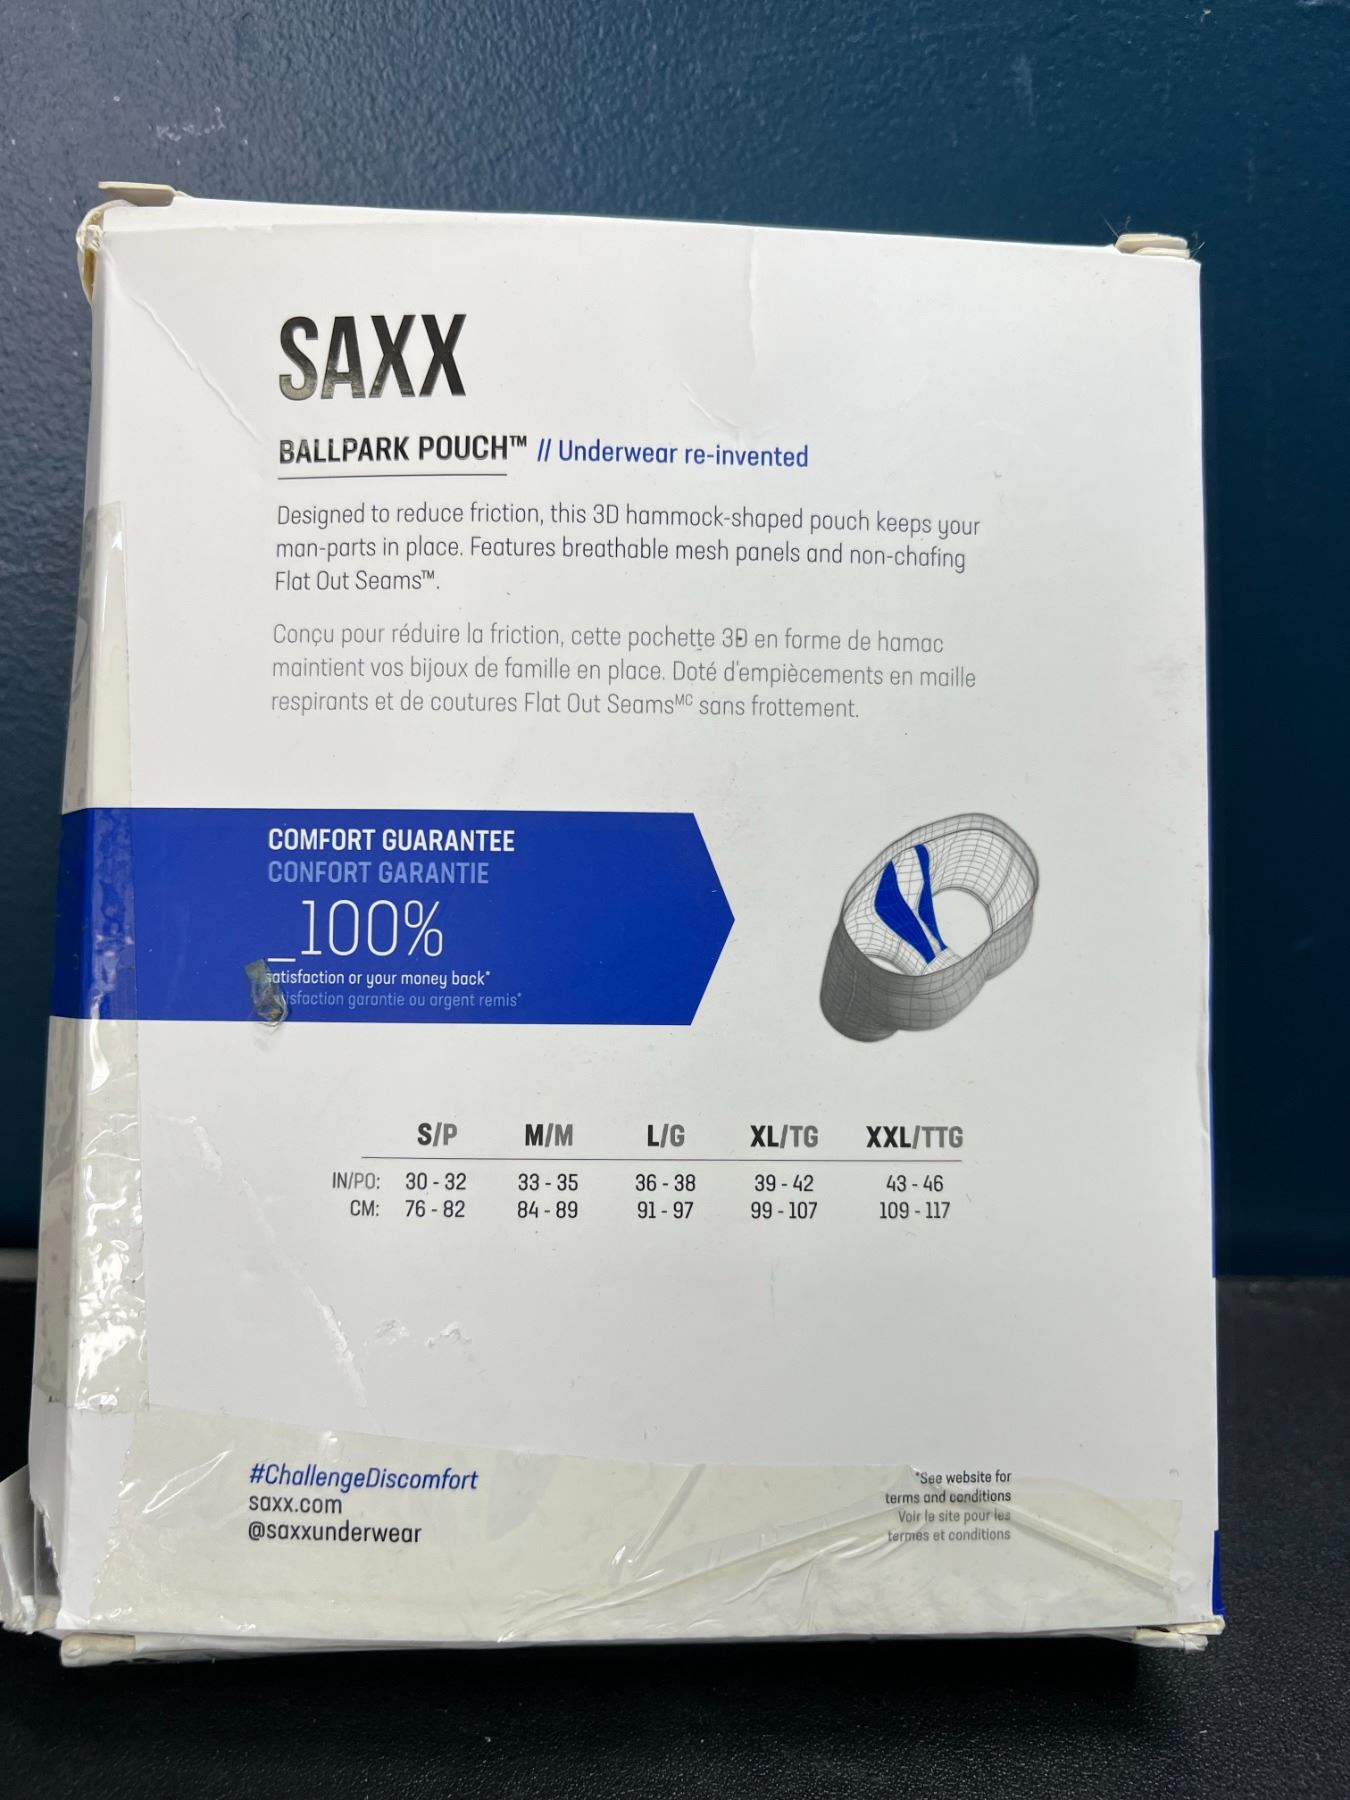 SAXX
BALLPARK POUCH™ // Underwear re-invented
Designed to reduce friction, this 3D hammock-shaped pouch keeps your
man-parts in place. Features breathable mesh panels and non-chafing
Flat Out Seams™.
Conçu pour réduire la friction, cette pochette 3D en forme de hamac
maintient vos bijoux de famille en place. Doté d'empiècements en maille
respirants et de coutures Flat Out Seamsᴹᶜ sans frottement.
COMFORT GUARANTEE
CONFORT GARANTIE
_100%
satisfaction or your money back*
satisfaction garantie ou argent remis*
S/P M/M L/G XL/TG XXL/TTG
IN/PO: 30 - 32 33 - 35 36 - 38 39 - 42 43 - 46
CM: 76 - 82 84 - 89 91 - 97 99 - 107 109 - 117
#ChallengeDiscomfort
saxx.com
@saxxunderwear
*See website for
terms and conditions
Voir le site pour les
termes et conditions